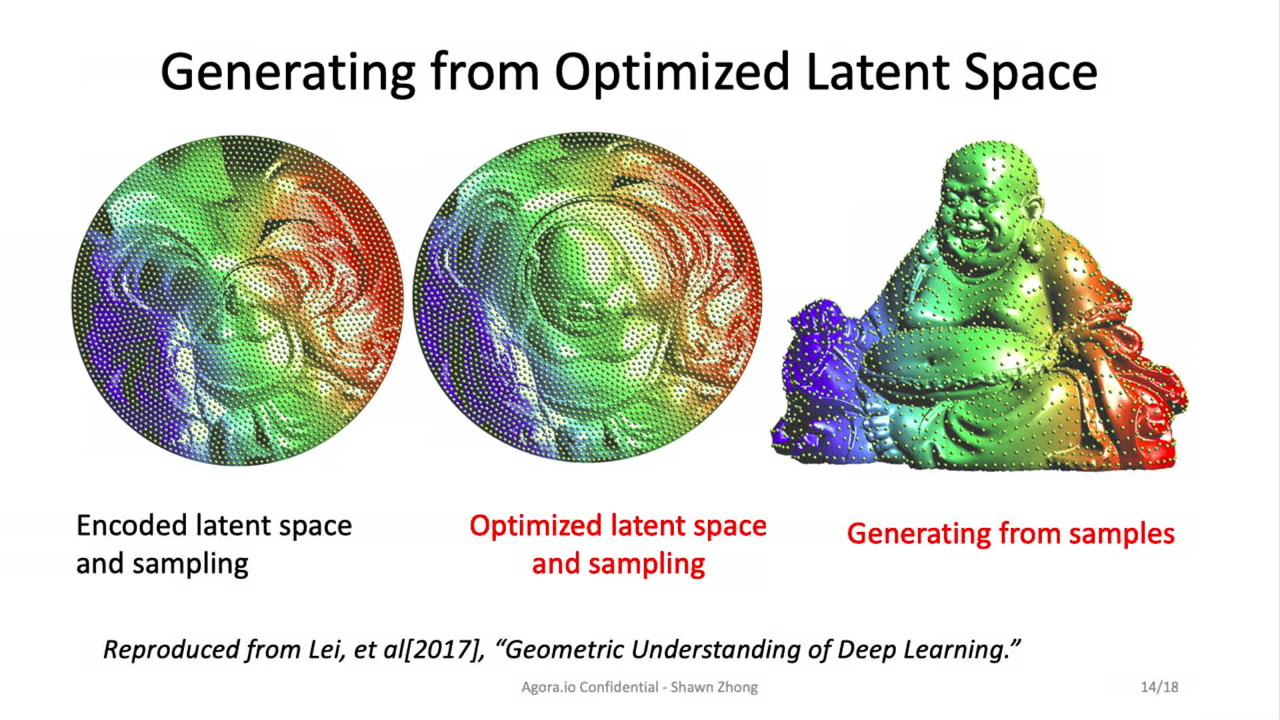 Generating from Optimized Latent Space
Encoded latent space
and sampling
Optimized latent space
and sampling
Generating from samples
Reproduced from Lei, et al[2017], “Geometric Understanding of Deep Learning.”
Agora.io Confidential - Shawn Zhong
14/18